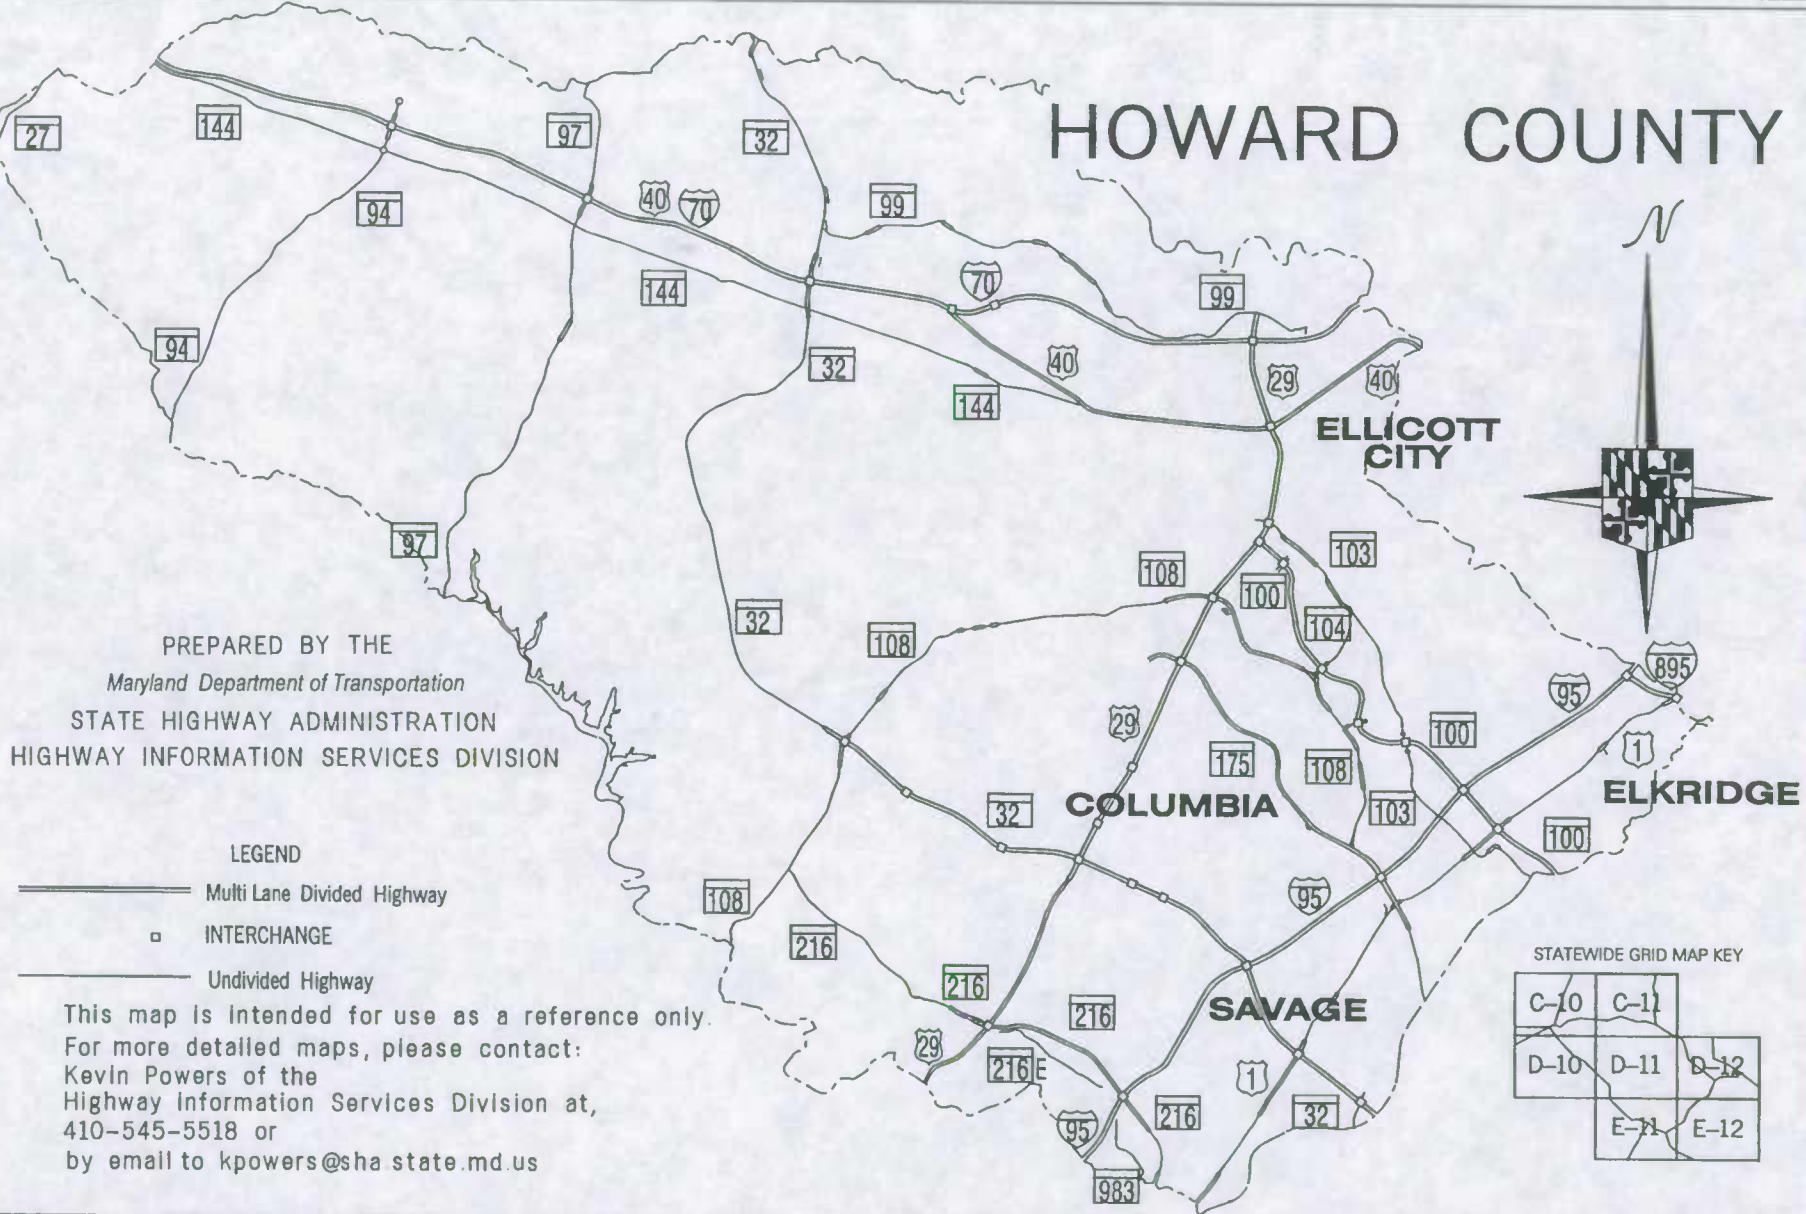 HOWARD COUNTY
27
144
97
32
94
40
70
99
144
70
99
94
32
40
29
40
144
ELLICOTT
CITY
97
103
108
100
32
108
104
895
95
29
100
1
175
108
32
COLUMBIA
103
ELKRIDGE
100
95
108
216
216
216
SAVAGE
29
216 E
1
95
216
32
983
N
PREPARED BY THE
Maryland Department of Transportation
STATE HIGHWAY ADMINISTRATION
HIGHWAY INFORMATION SERVICES DIVISION
LEGEND
Multi Lane Divided Highway
INTERCHANGE
Undivided Highway
This map is intended for use as a reference only.
For more detailed maps, please contact:
Kevin Powers of the
Highway Information Services Division at,
410-545-5518 or
by email to kpowers@sha.state.md.us
STATEWIDE GRID MAP KEY
C-10 C-11
D-10 D-11 D-12
E-11 E-12